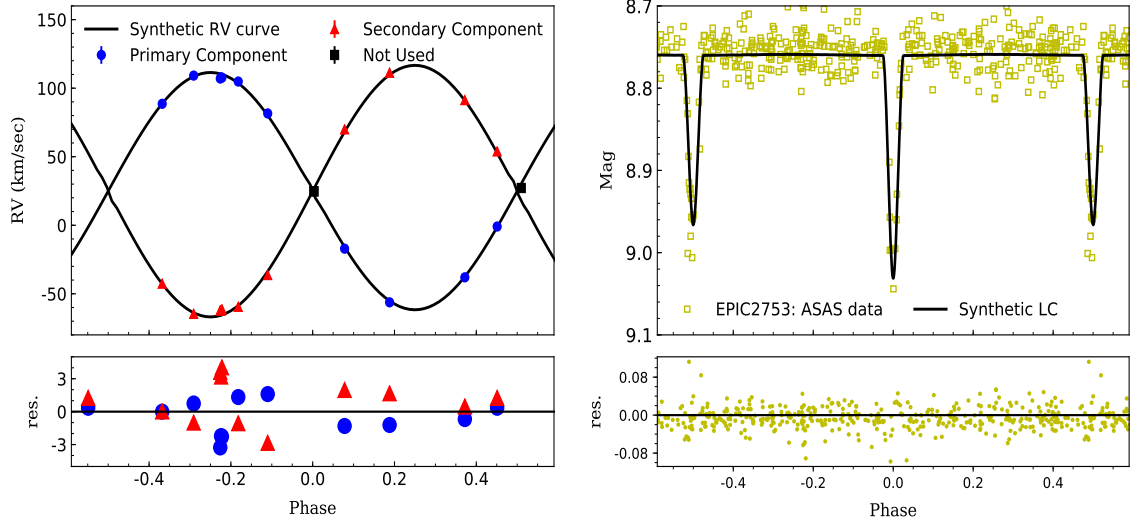 Synthetic RV curve
Primary Component
Secondary Component
Not Used
150
100
50
0
-50
RV (km/sec)
3
0
-3
res.
-0.4
-0.2
0.0
0.2
0.4
Phase
8.7
8.8
8.9
9.0
9.1
Mag
EPIC2753: ASAS data
Synthetic LC
0.08
0.00
-0.08
res.
-0.4
-0.2
0.0
0.2
0.4
Phase